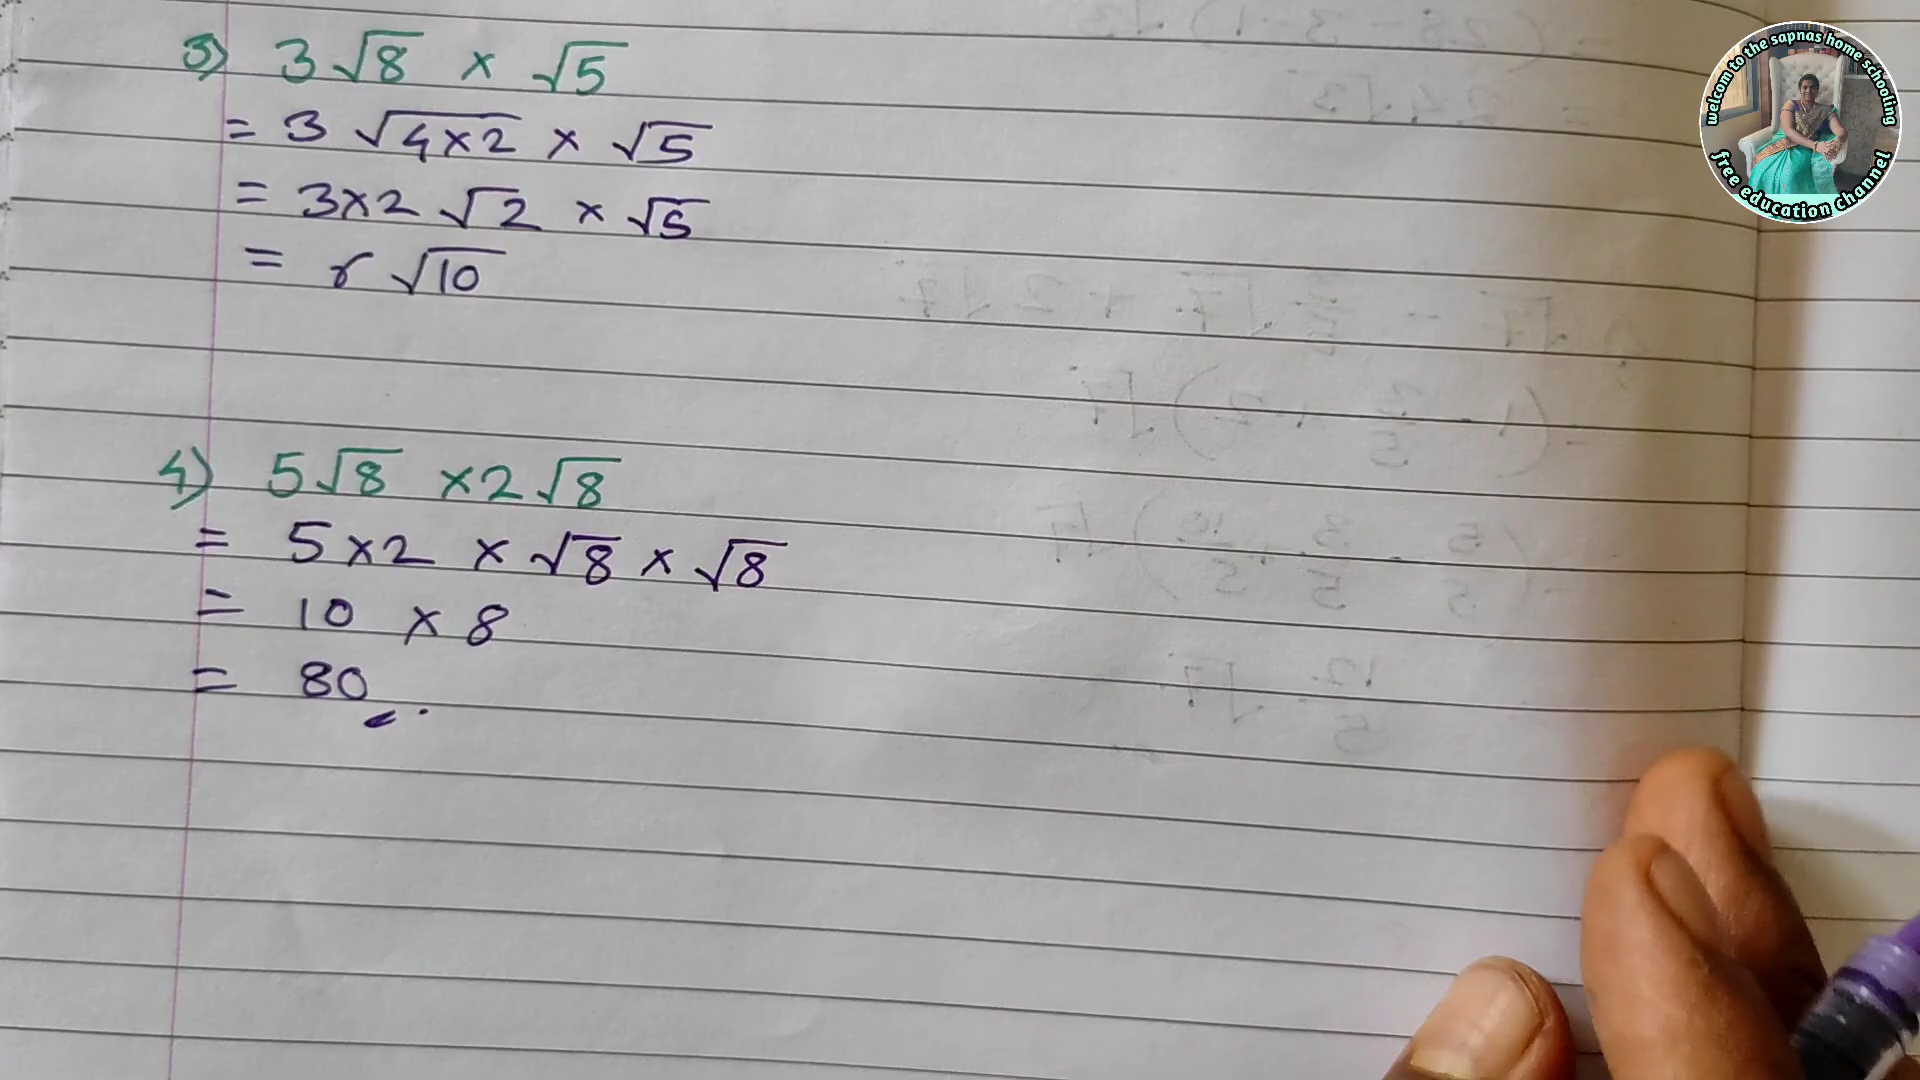 3) 3√8 × √5
= 3 √4×2 × √5
= 3×2 √2 × √5
= r √10
4) 5√8 ×2√8
= 5×2 × √8 × √8
= 10 × 8
= 80
welcom to the sapnas home schooling
free education channel